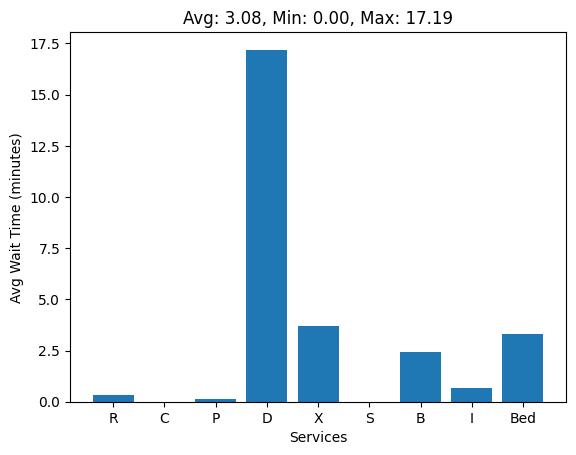 Avg: 3.08, Min: 0.00, Max: 17.19
17.5
15.0
12.5
10.0
7.5
5.0
2.5
0.0
Avg Wait Time (minutes)
R C P D X S B I Bed
Services